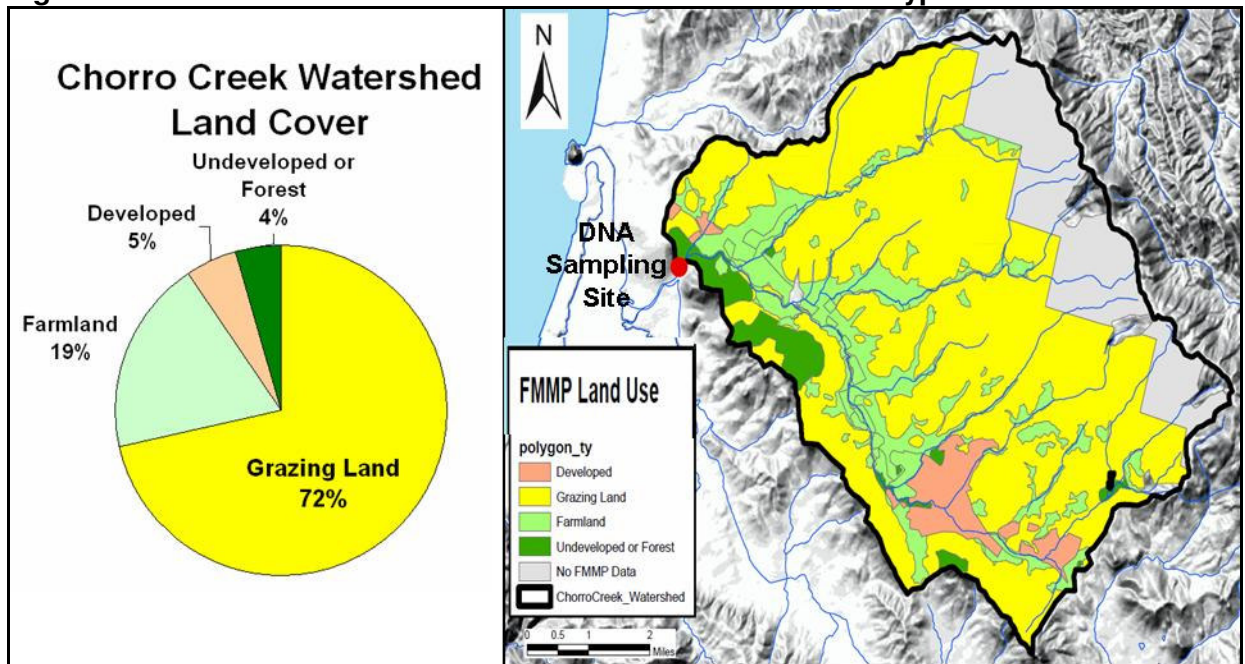 Chorro Creek Watershed
Land Cover
Undeveloped or
Forest
4%
Developed
5%
Farmland
19%
Grazing Land
72%
N
DNA
Sampling
Site
FMMP Land Use
polygon_ty
Developed
Grazing Land
Farmland
Undeveloped or Forest
No FMMP Data
ChorroCreek_Watershed
0 0.5 1 2
Miles